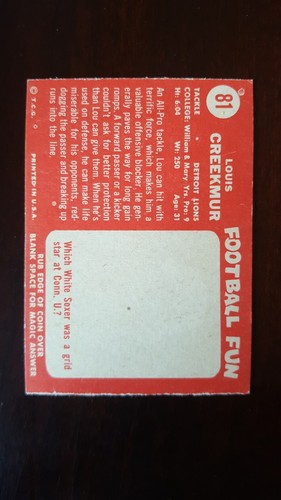 81
LOUIS
CREEKMUR
TACKLE • DETROIT LIONS
COLLEGE: William & Mary Yrs. Pro: 9
Ht: 6-04 Wt: 250 Age: 31
An All-Pro tackle, Lou can hit with
terrific force, which makes him a
valuable offensive blocker. He gen-
erally paves the way for long gain
romps. A forward passer or a kicker
couldn't ask for better protection
than Lou can give them. When he's
used on defense, he can make life
miserable for his opponents, red-
dogging the passer and breaking up
runs into the line.
© T.C.G. PRINTED IN U.S.A.
FOOTBALL FUN
Which White Soxer was a grid
star at Conn. U.?
RUB EDGE OF COIN OVER
BLANK SPACE FOR MAGIC ANSWER